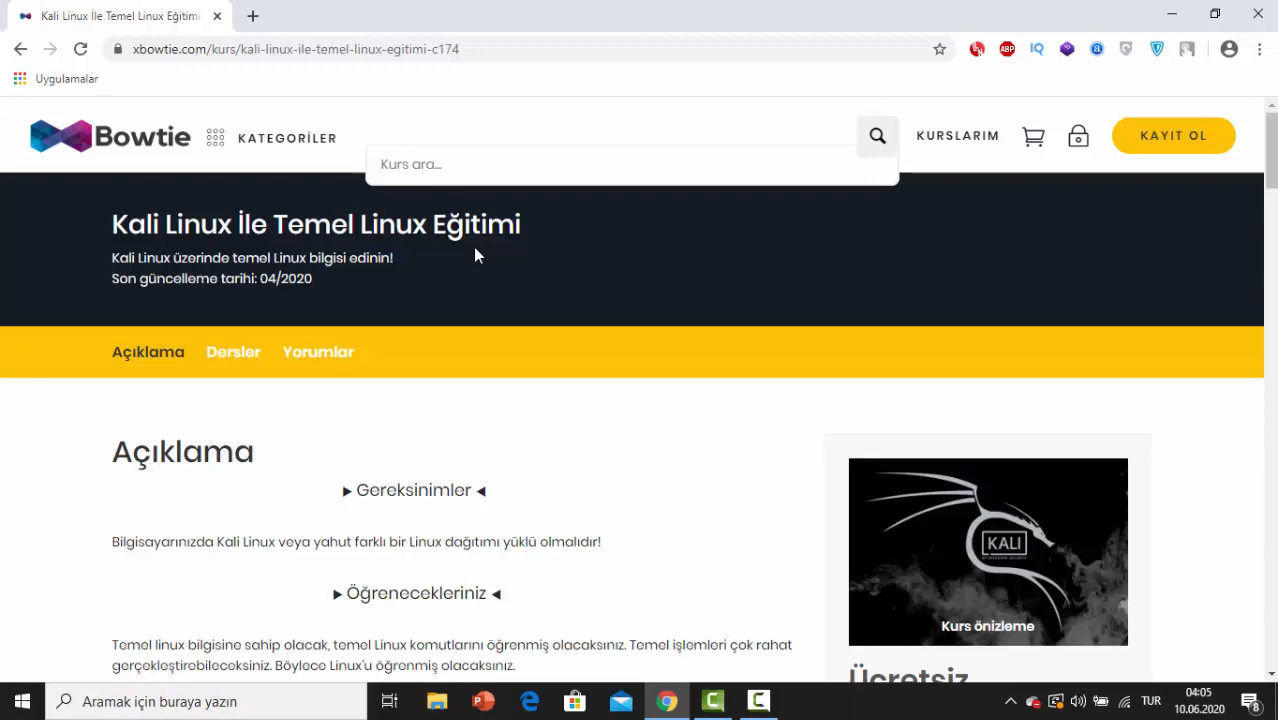 Kali Linux İle Temel Linux Eğitimi
xbowtie.com/kurs/kali-linux-ile-temel-linux-egitimi-c174
ABP
IQ
a
Uygulamalar
Bowtie
KATEGORİLER
Kurs ara...
KURSLARIM
KAYIT OL
Kali Linux İle Temel Linux Eğitimi
Kali Linux üzerinde temel Linux bilgisi edinin!
Son güncelleme tarihi: 04/2020
Açıklama Dersler Yorumlar
Açıklama
▶ Gereksinimler ◀
Bilgisayarınızda Kali Linux veya yahut farklı bir Linux dağıtımı yüklü olmalıdır!
▶ Öğrenecekleriniz ◀
Temel linux bilgisine sahip olacak, temel Linux komutlarını öğrenmiş olacaksınız. Temel işlemleri çok rahat
gerçekleştirebileceksiniz. Böylece Linux'u öğrenmiş olacaksınız.
KALI
Kurs önizleme
Ücretsiz
Aramak için buraya yazın
TUR
04:05
10.06.2020
8